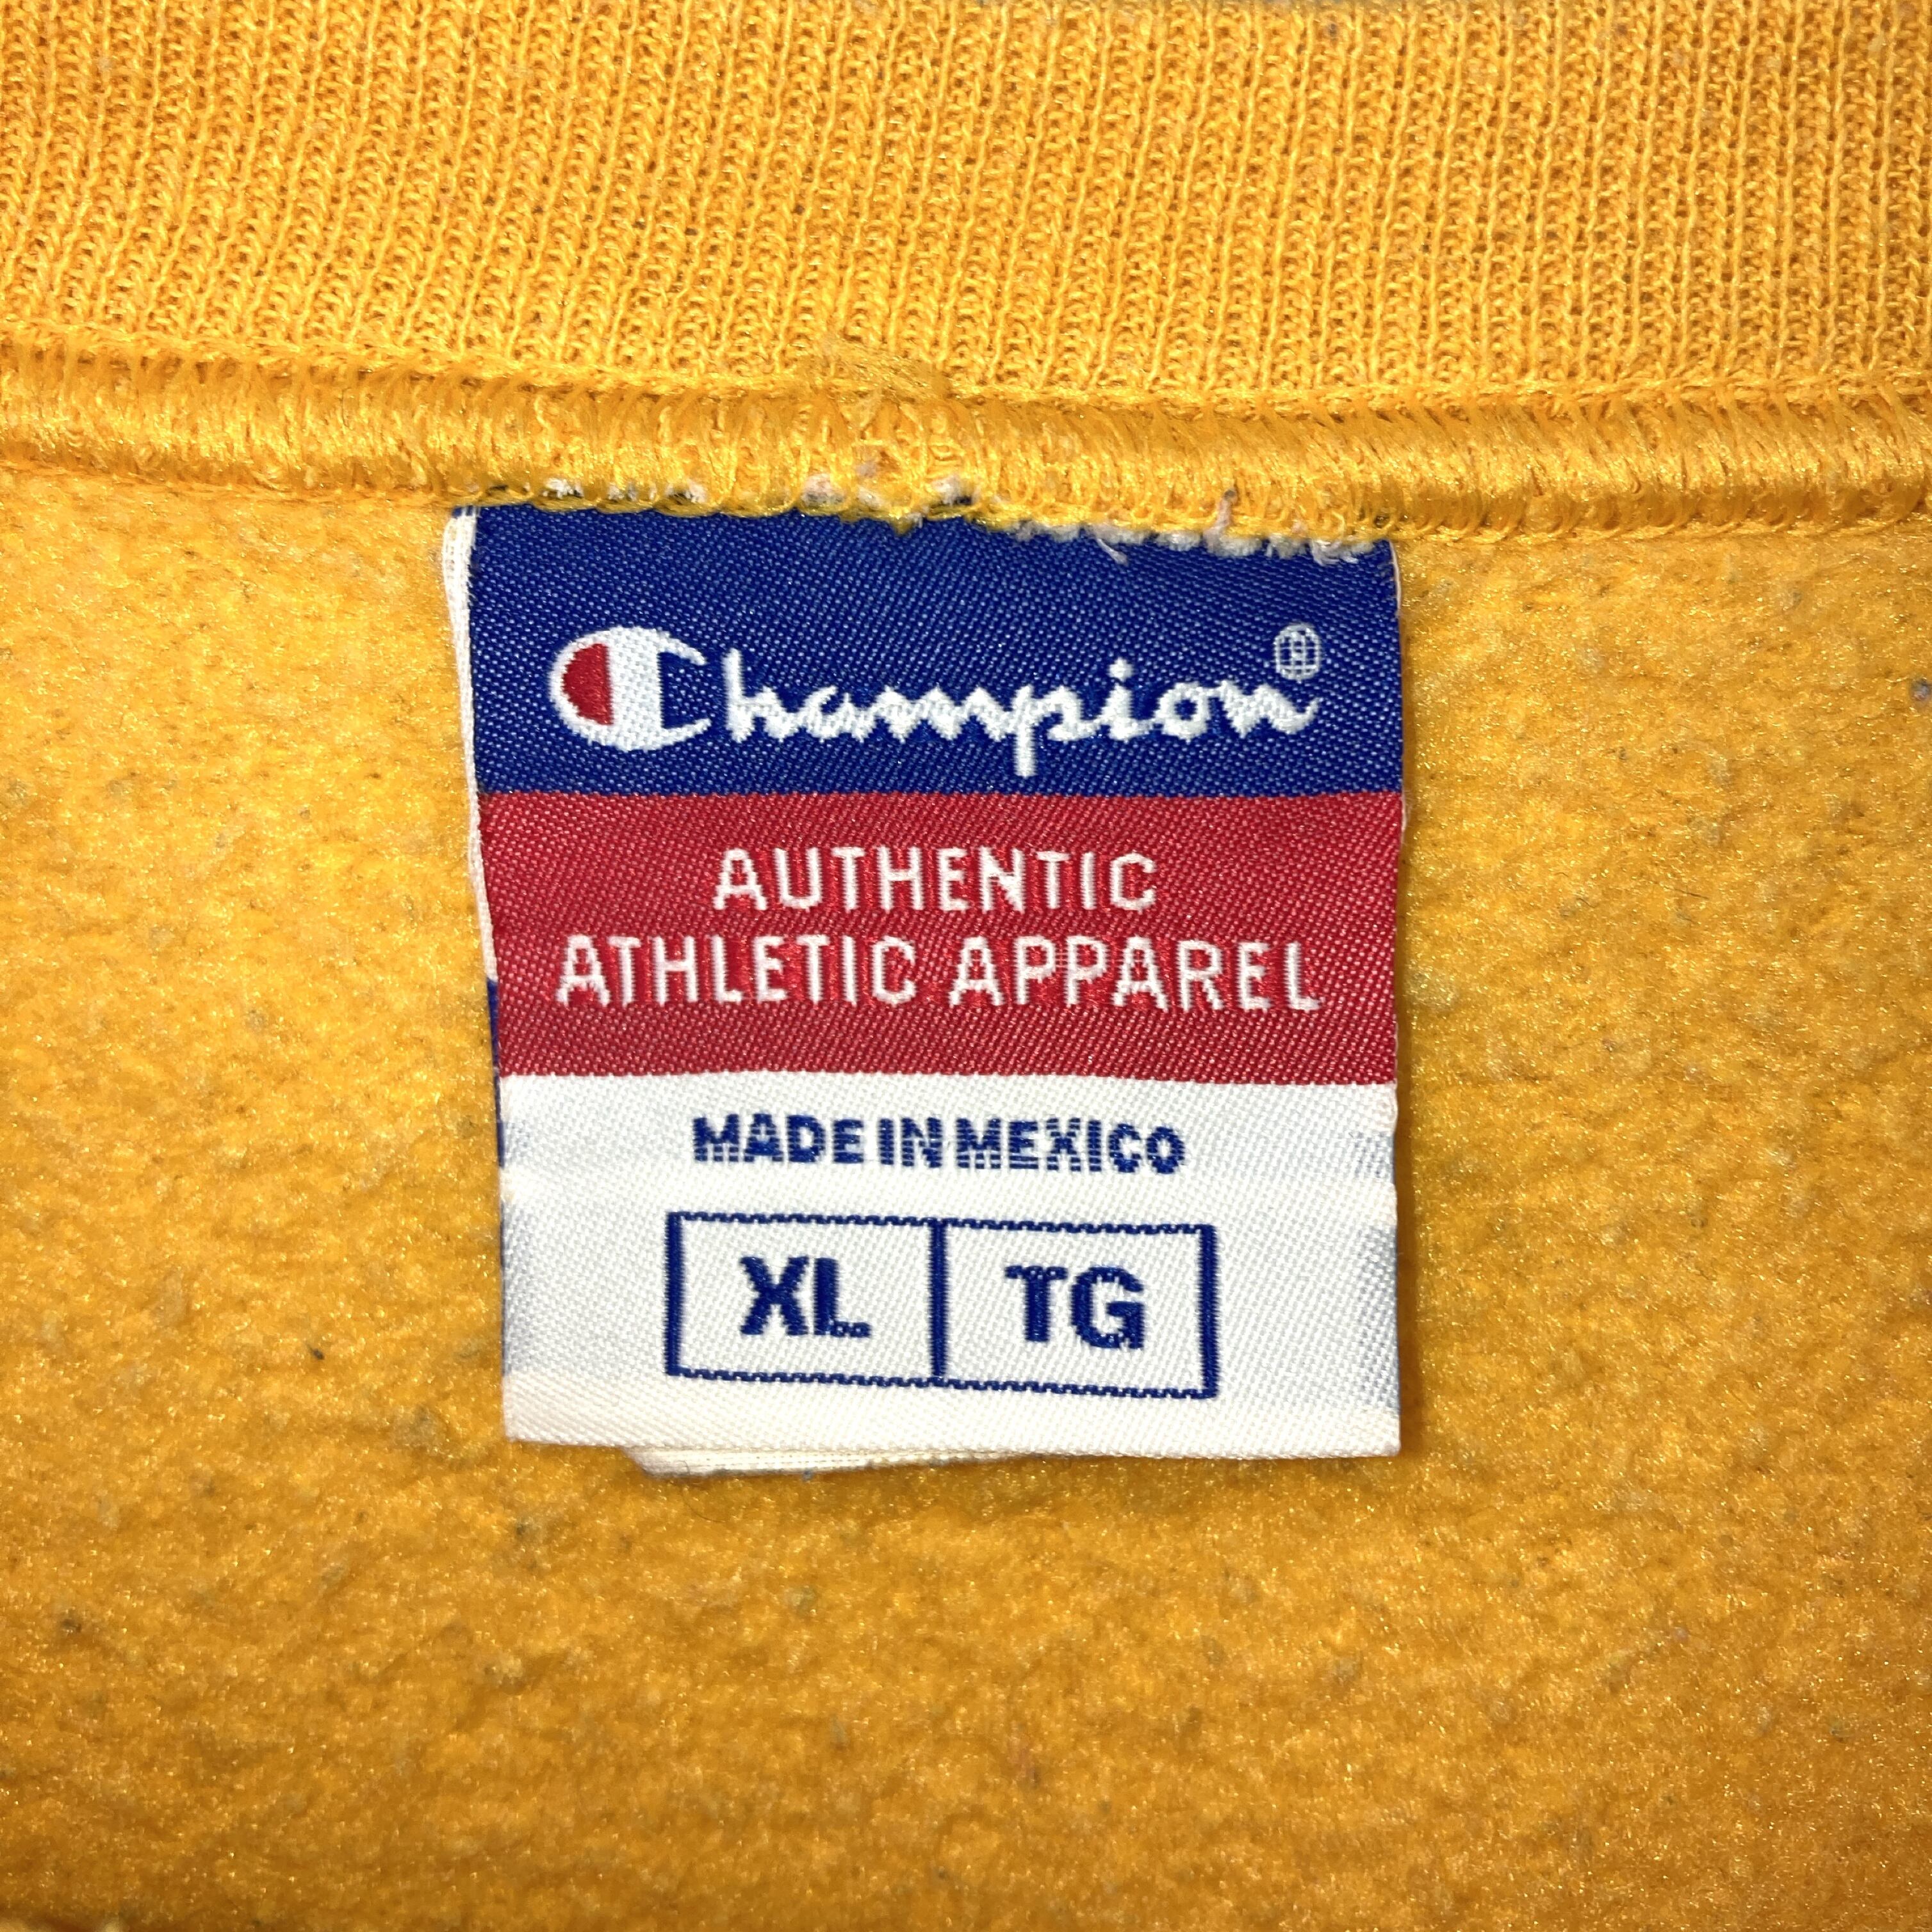 Champion®
AUTHENTIC
ATHLETIC APPAREL
MADE IN MEXICO
XL TG